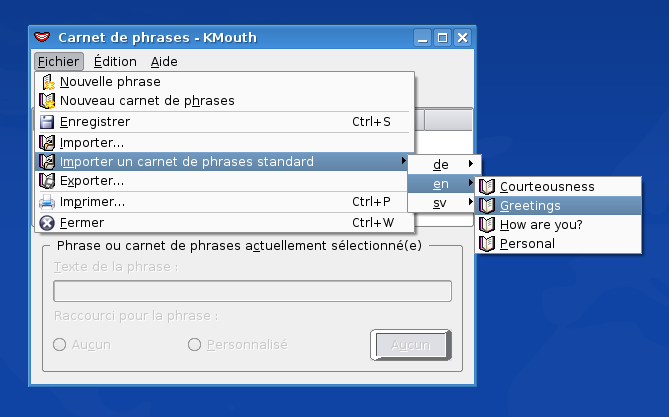 Carnet de phrases - KMouth
Fichier Édition Aide
Nouvelle phrase
Nouveau carnet de phrases
Enregistrer Ctrl+S
Importer...
Importer un carnet de phrases standard
Exporter...
Imprimer... Ctrl+P
Fermer Ctrl+W
de
en
sv
Courteousness
Greetings
How are you?
Personal
Phrase ou carnet de phrases actuellement sélectionné(e)
Texte de la phrase :
Raccourci pour la phrase :
Aucun Personnalisé Aucun